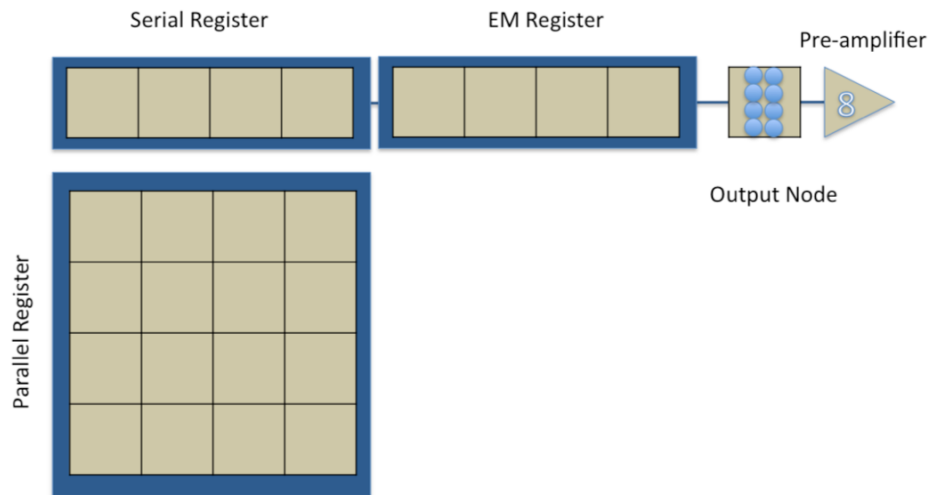 Serial Register
EM Register
Pre-amplifier
8
Output Node
Parallel Register